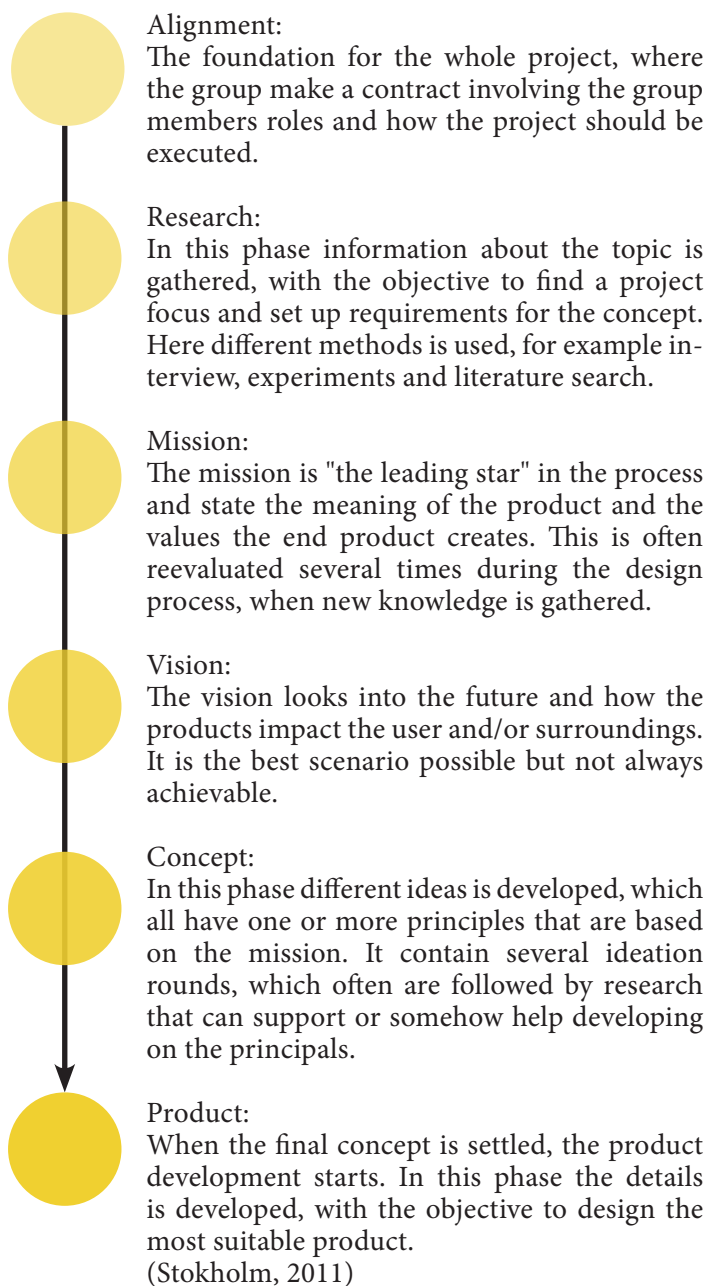 Alignment:
The foundation for the whole project, where
the group make a contract involving the group
members roles and how the project should be
executed.
Research:
In this phase information about the topic is
gathered, with the objective to find a project
focus and set up requirements for the concept.
Here different methods is used, for example in-
terview, experiments and literature search.
Mission:
The mission is "the leading star" in the process
and state the meaning of the product and the
values the end product creates. This is often
reevaluated several times during the design
process, when new knowledge is gathered.
Vision:
The vision looks into the future and how the
products impact the user and/or surroundings.
It is the best scenario possible but not always
achievable.
Concept:
In this phase different ideas is developed, which
all have one or more principles that are based
on the mission. It contain several ideation
rounds, which often are followed by research
that can support or somehow help developing
on the principals.
Product:
When the final concept is settled, the product
development starts. In this phase the details
is developed, with the objective to design the
most suitable product.
(Stokholm, 2011)